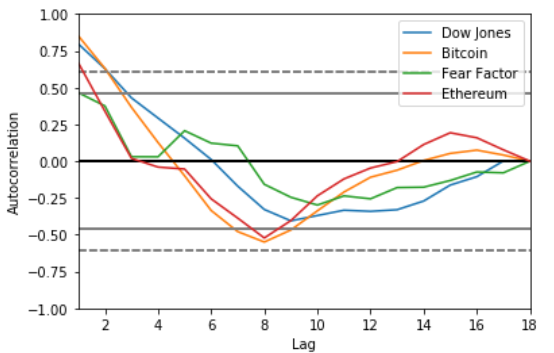 1.00
0.75
0.50
0.25
0.00
−0.25
−0.50
−0.75
−1.00
Autocorrelation
Dow Jones
Bitcoin
Fear Factor
Ethereum
2 4 6 8 10 12 14 16 18
Lag